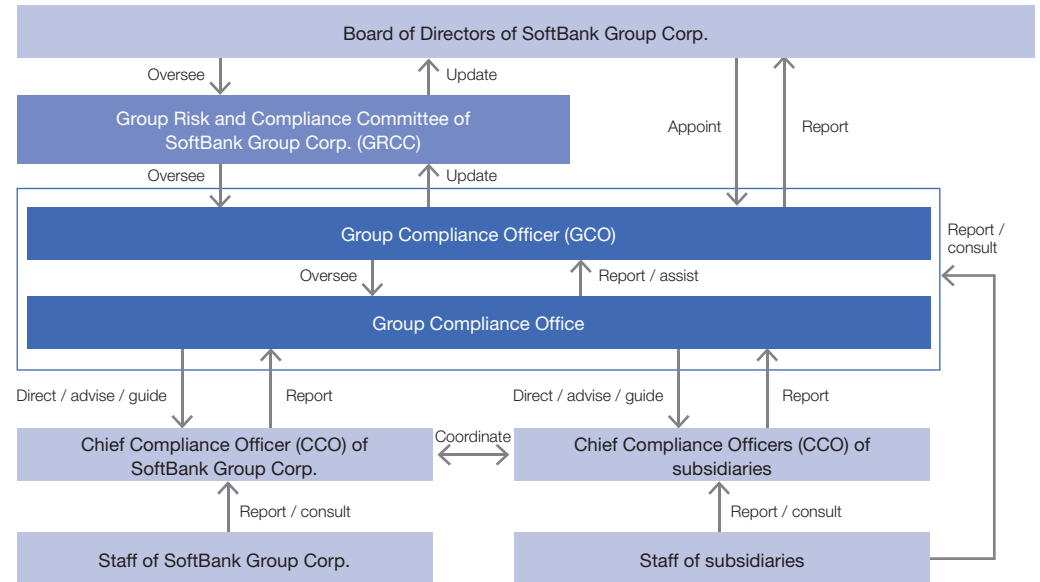 Board of Directors of SoftBank Group Corp.
Oversee
Update
Group Risk and Compliance Committee of
SoftBank Group Corp. (GRCC)
Appoint
Report
Oversee
Update
Group Compliance Officer (GCO)
Report /
consult
Oversee
Report / assist
Group Compliance Office
Direct / advise / guide
Report
Direct / advise / guide
Report
Chief Compliance Officer (CCO) of
SoftBank Group Corp.
Coordinate
Chief Compliance Officers (CCO) of
subsidiaries
Report / consult
Report / consult
Staff of SoftBank Group Corp.
Staff of subsidiaries